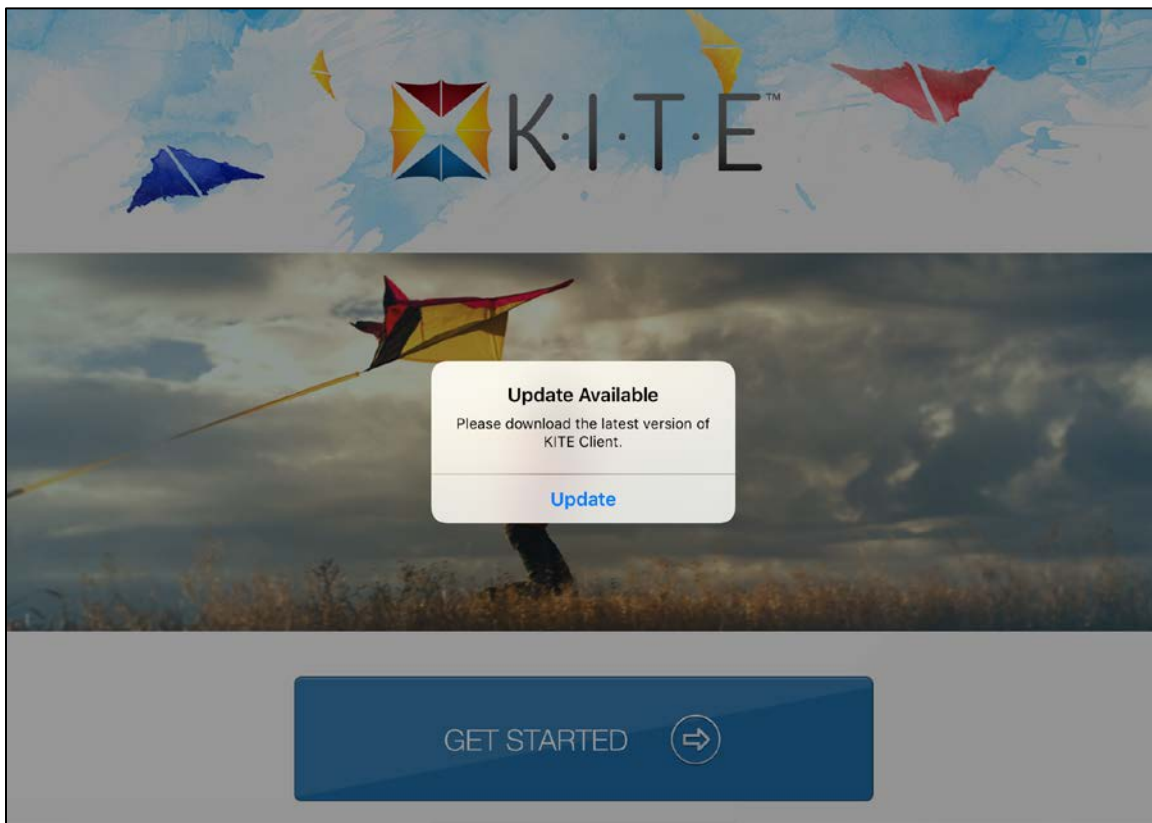 K·I·T·E™
Update Available
Please download the latest version of
KITE Client.
Update
GET STARTED